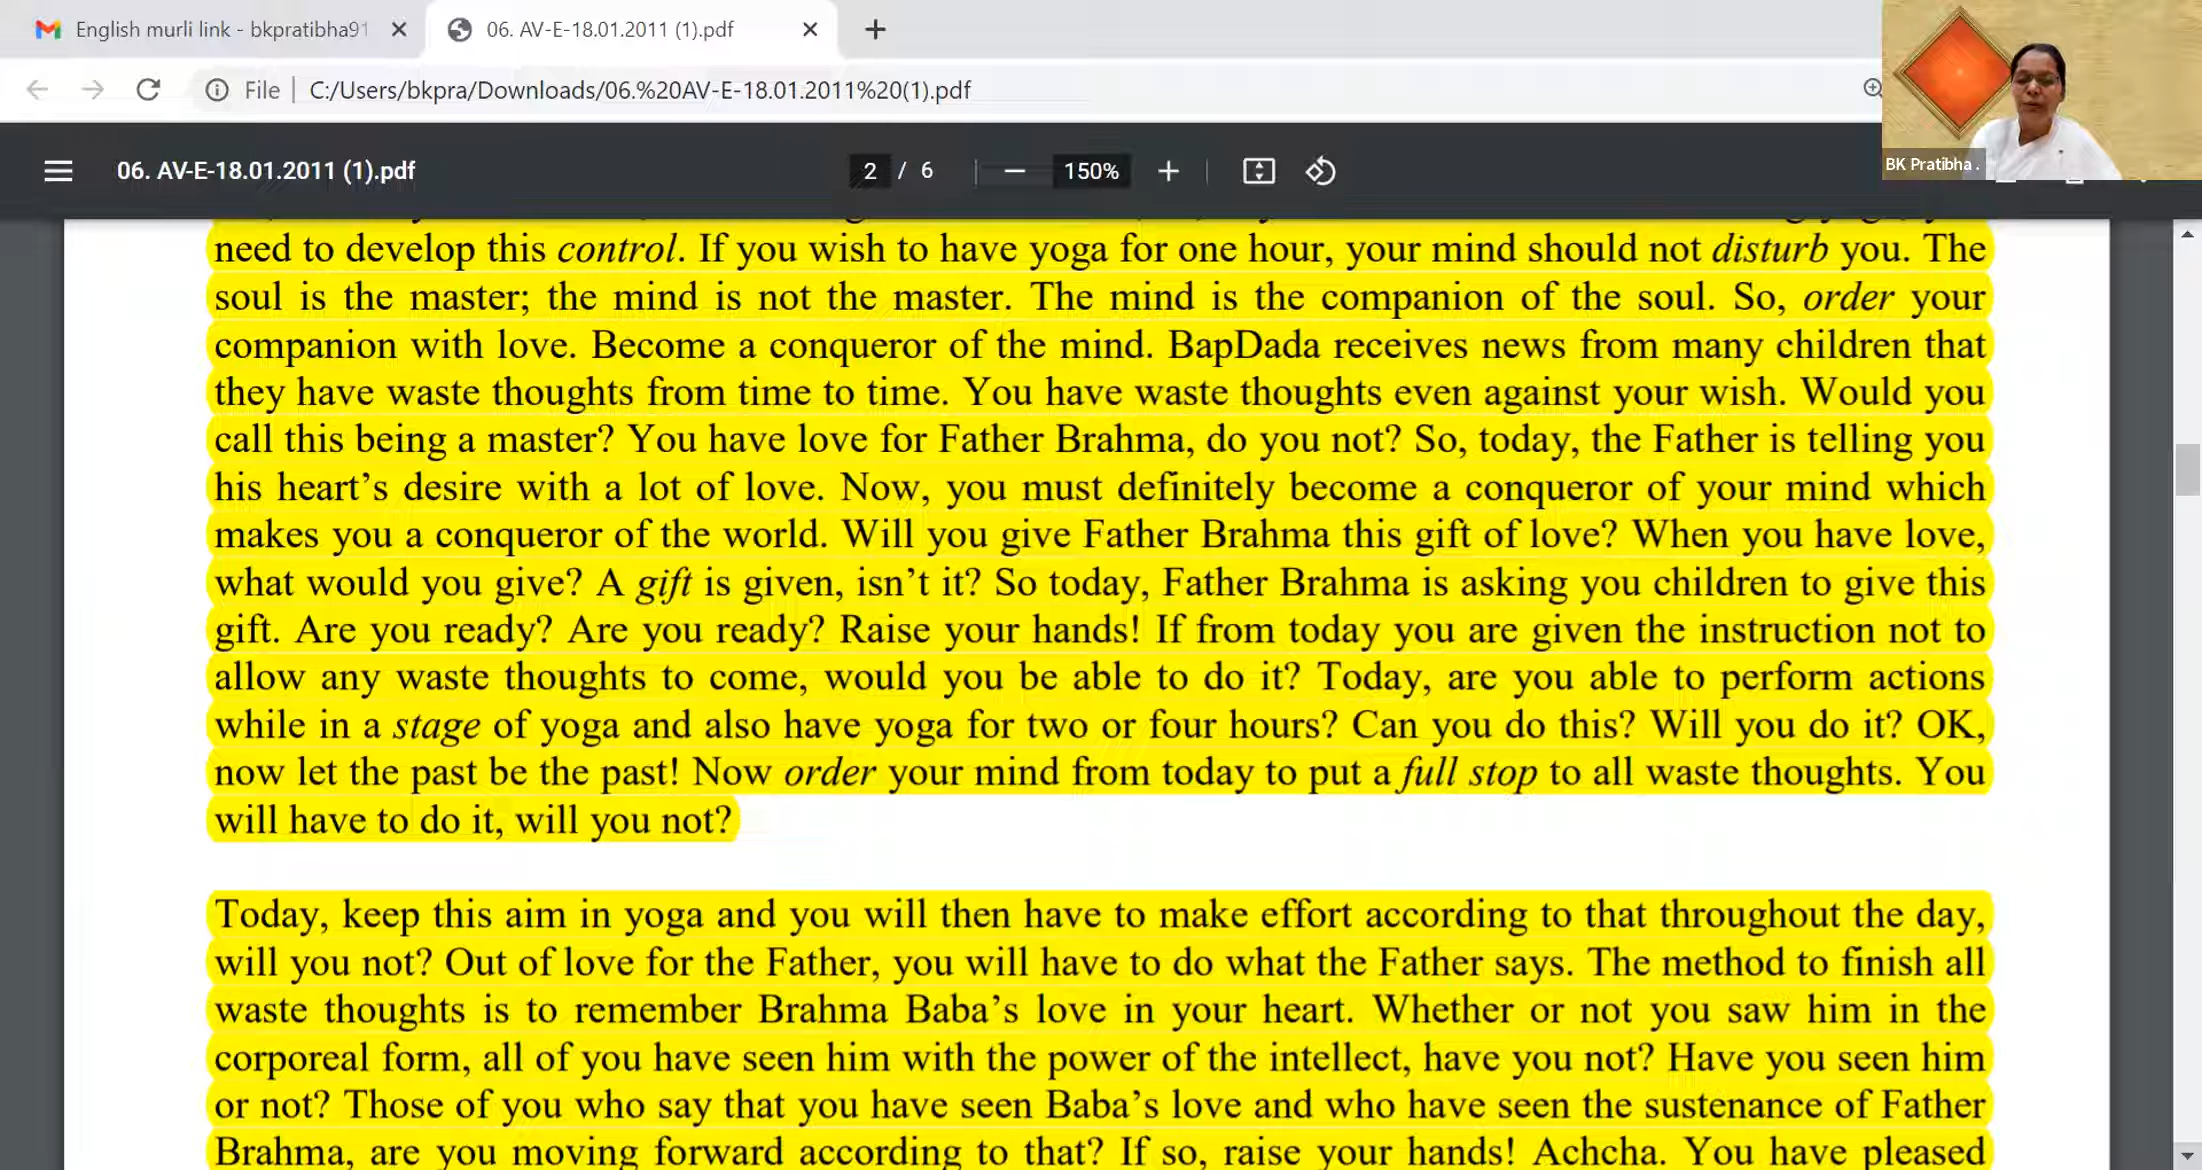 English murli link - bkpratibha91
06. AV-E-18.01.2011 (1).pdf
File | C:/Users/bkpra/Downloads/06.%20AV-E-18.01.2011%20(1).pdf
06. AV-E-18.01.2011 (1).pdf
2 / 6
150%
BK Pratibha .
need to develop this control. If you wish to have yoga for one hour, your mind should not disturb you. The
soul is the master; the mind is not the master. The mind is the companion of the soul. So, order your
companion with love. Become a conqueror of the mind. BapDada receives news from many children that
they have waste thoughts from time to time. You have waste thoughts even against your wish. Would you
call this being a master? You have love for Father Brahma, do you not? So, today, the Father is telling you
his heart’s desire with a lot of love. Now, you must definitely become a conqueror of your mind which
makes you a conqueror of the world. Will you give Father Brahma this gift of love? When you have love,
what would you give? A gift is given, isn’t it? So today, Father Brahma is asking you children to give this
gift. Are you ready? Are you ready? Raise your hands! If from today you are given the instruction not to
allow any waste thoughts to come, would you be able to do it? Today, are you able to perform actions
while in a stage of yoga and also have yoga for two or four hours? Can you do this? Will you do it? OK,
now let the past be the past! Now order your mind from today to put a full stop to all waste thoughts. You
will have to do it, will you not?
Today, keep this aim in yoga and you will then have to make effort according to that throughout the day,
will you not? Out of love for the Father, you will have to do what the Father says. The method to finish all
waste thoughts is to remember Brahma Baba’s love in your heart. Whether or not you saw him in the
corporeal form, all of you have seen him with the power of the intellect, have you not? Have you seen him
or not? Those of you who say that you have seen Baba’s love and who have seen the sustenance of Father
Brahma, are you moving forward according to that? If so, raise your hands! Achcha. You have pleased